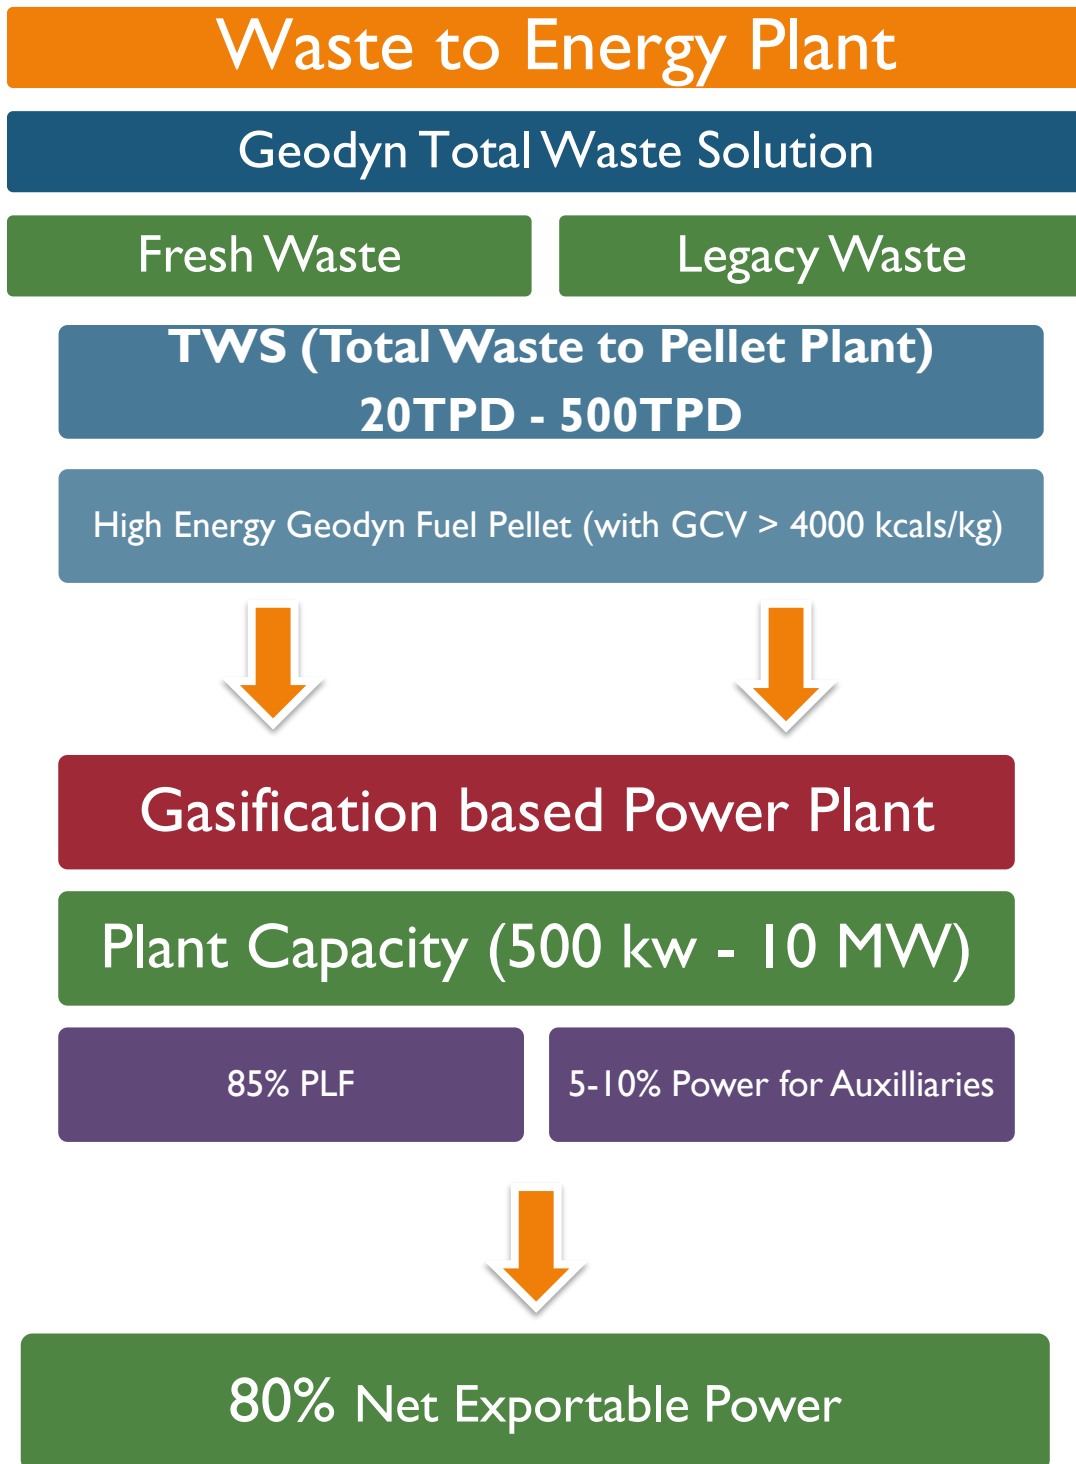 Waste to Energy Plant
Geodyn Total Waste Solution
Fresh Waste
Legacy Waste
TWS (Total Waste to Pellet Plant)
20TPD - 500TPD
High Energy Geodyn Fuel Pellet (with GCV > 4000 kcals/kg)
Gasification based Power Plant
Plant Capacity (500 kw - 10 MW)
85% PLF
5-10% Power for Auxilliaries
80% Net Exportable Power